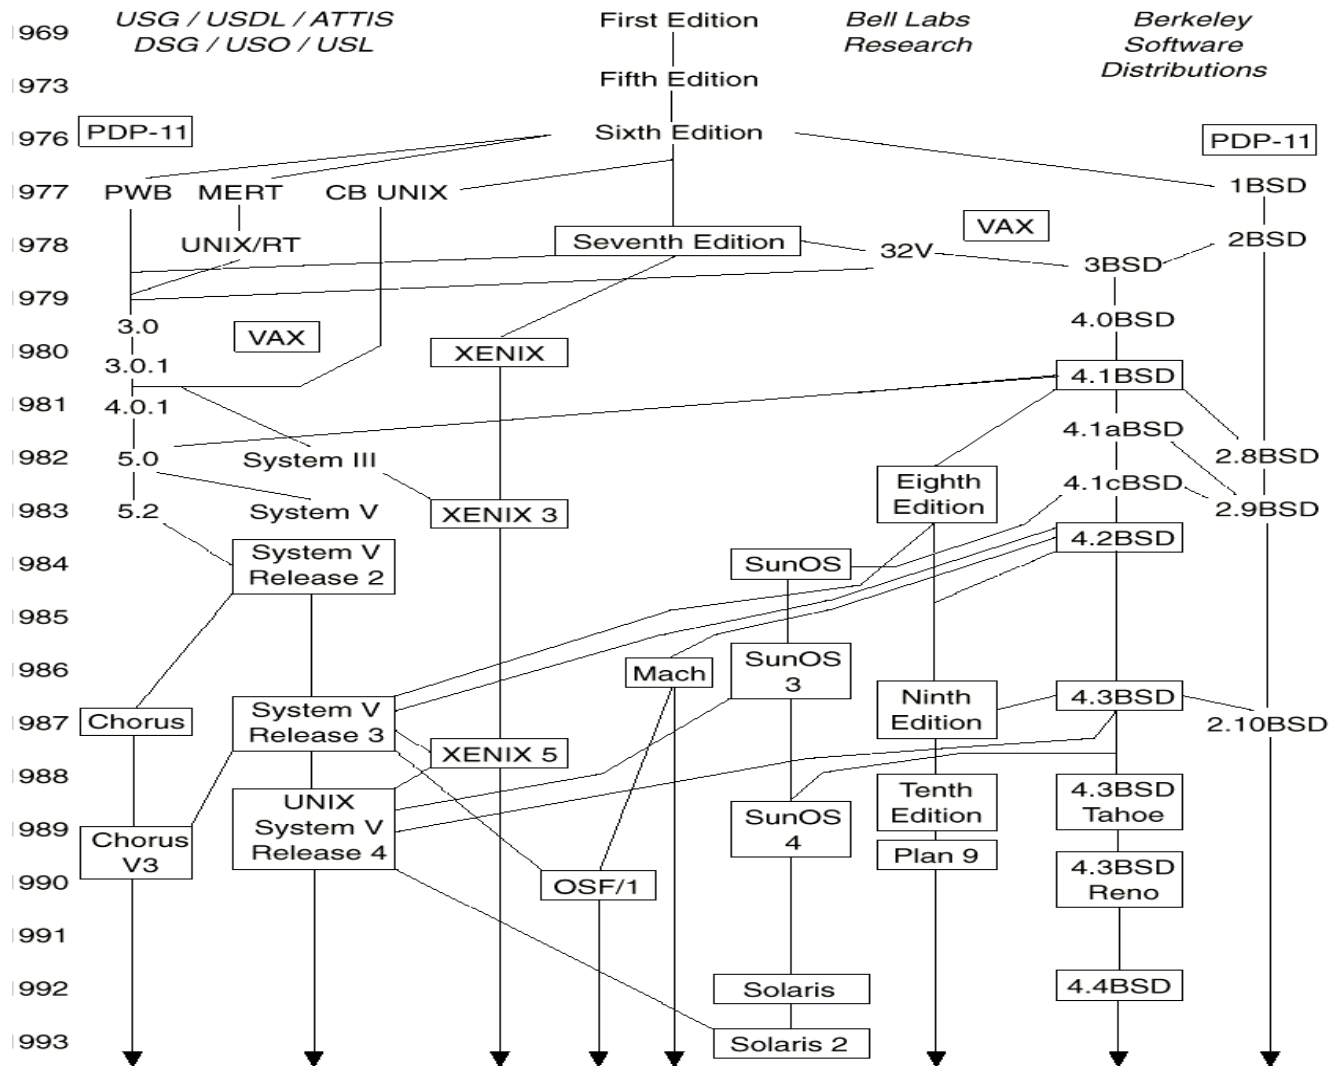 USG / USDL / ATTIS
DSG / USO / USL
First Edition
Bell Labs
Research
Berkeley
Software
Distributions
1969
Fifth Edition
1973
PDP-11
Sixth Edition
1976
PDP-11
1977
PWB
MERT
CB UNIX
1BSD
1978
UNIX/RT
Seventh Edition
32V
VAX
2BSD
3BSD
1979
3.0
VAX
4.0BSD
1980
3.0.1
XENIX
4.1BSD
1981
4.0.1
4.1aBSD
1982
5.0
System III
2.8BSD
Eighth
Edition
4.1cBSD
1983
5.2
System V
XENIX 3
2.9BSD
4.2BSD
1984
System V
Release 2
SunOS
1985
1986
Mach
SunOS
3
Ninth
Edition
4.3BSD
1987
Chorus
System V
Release 3
2.10BSD
XENIX 5
1988
UNIX
System V
Release 4
Tenth
Edition
4.3BSD
Tahoe
1989
Chorus
V3
SunOS
4
Plan 9
1990
OSF/1
4.3BSD
Reno
1991
1992
Solaris
4.4BSD
1993
Solaris 2